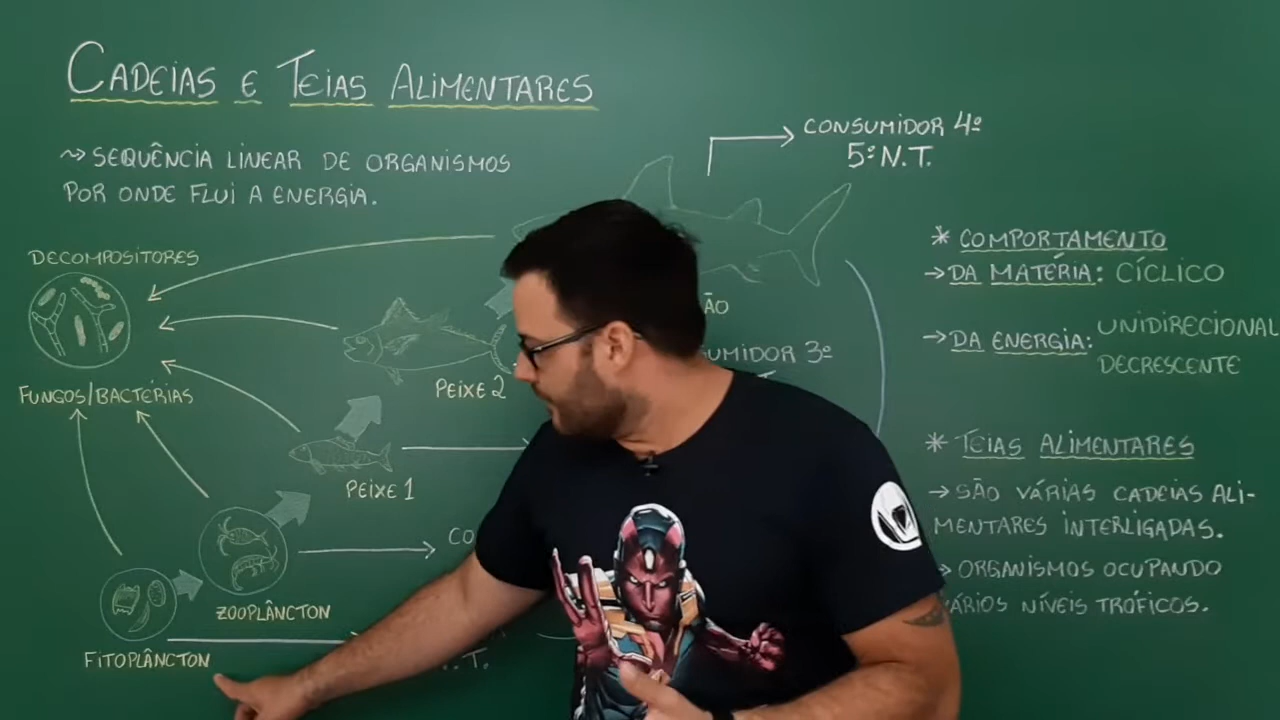 CADEIAS E TEIAS ALIMENTARES
~> SEQUÊNCIA LINEAR DE ORGANISMOS
POR ONDE FLUI A ENERGIA.
CONSUMIDOR 4º
5º N.T.
DECOMPOSITORES
FUNGOS/BACTÉRIAS
PEIXE 2
PEIXE 1
ZOOPLÂNCTON
FITOPLÂNCTON
* COMPORTAMENTO
→ DA MATÉRIA: CÍCLICO
→ DA ENERGIA: UNIDIRECIONAL
DECRESCENTE
* TEIAS ALIMENTARES
→ SÃO VÁRIAS CADEIAS ALI-
MENTARES INTERLIGADAS.
→ ORGANISMOS OCUPANDO
VÁRIOS NÍVEIS TRÓFICOS.